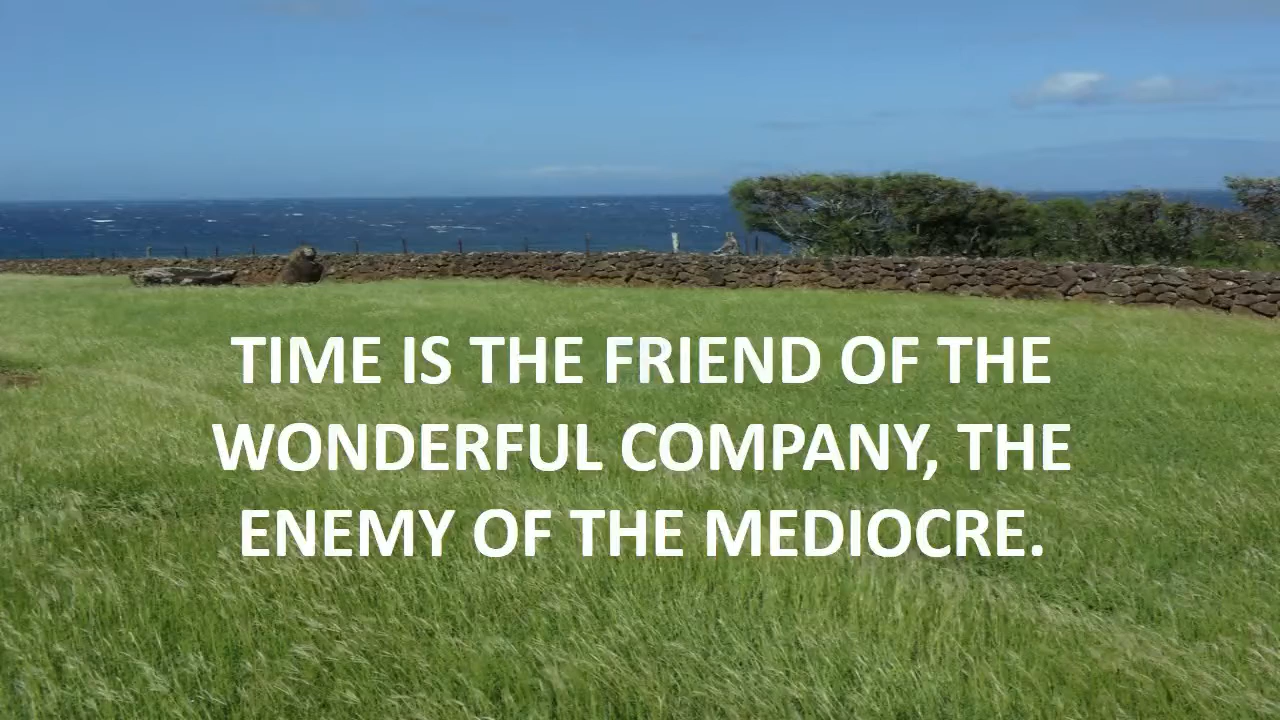 TIME IS THE FRIEND OF THE
WONDERFUL COMPANY, THE
ENEMY OF THE MEDIOCRE.